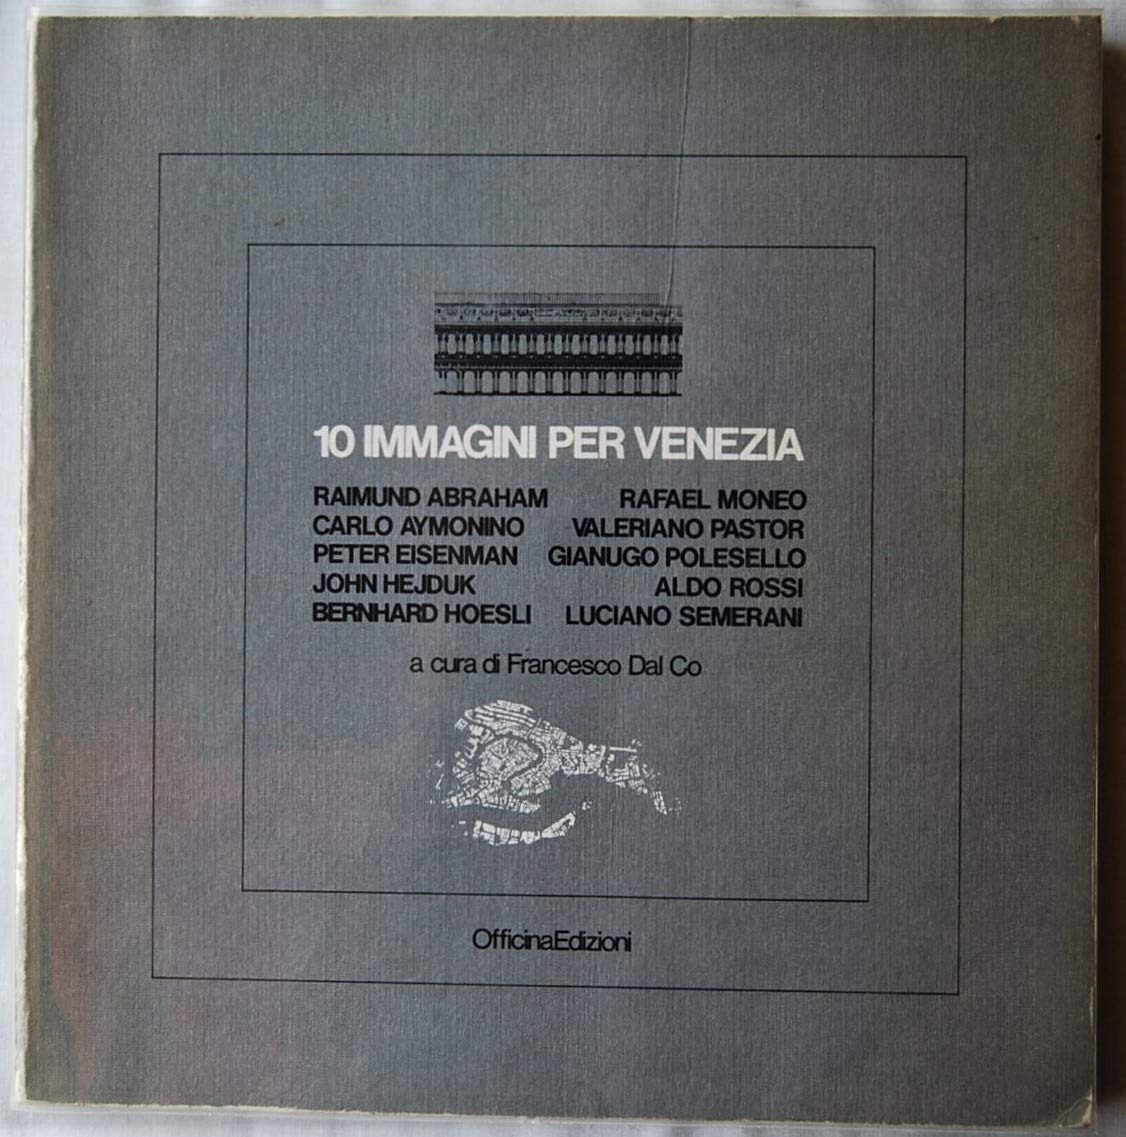 10 IMMAGINI PER VENEZIA
RAIMUND ABRAHAM RAFAEL MONEO
CARLO AYMONINO VALERIANO PASTOR
PETER EISENMAN GIANUGO POLESELLO
JOHN HEJDUK ALDO ROSSI
BERNHARD HOESLI LUCIANO SEMERANI
a cura di Francesco Dal Co
OfficinaEdizioni